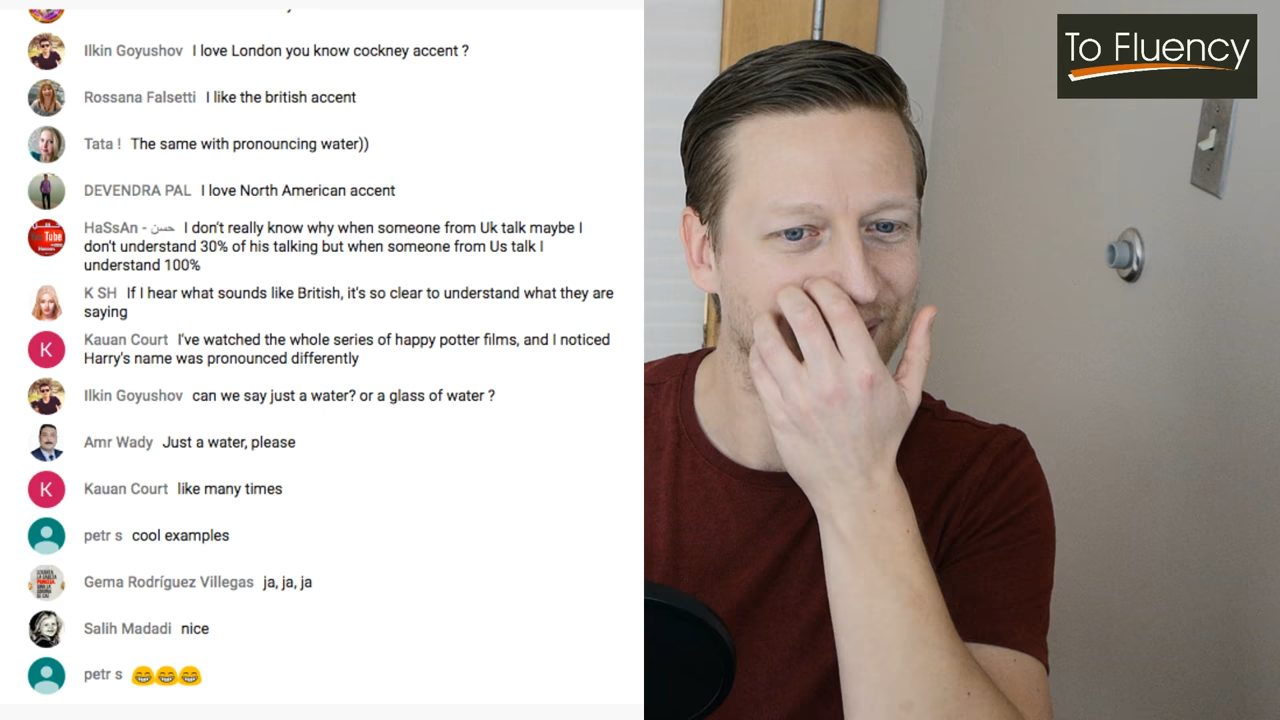 Ilkin Goyushov I love London you know cockney accent ?
Rossana Falsetti I like the british accent
Tata ! The same with pronouncing water))
DEVENDRA PAL I love North American accent
HaSsAn - حسن I don't really know why when someone from Uk talk maybe I
don't understand 30% of his talking but when someone from Us talk I
understand 100%
K SH If I hear what sounds like British, it's so clear to understand what they are
saying
Kauan Court I've watched the whole series of happy potter films, and I noticed
Harry's name was pronounced differently
Ilkin Goyushov can we say just a water? or a glass of water ?
Amr Wady Just a water, please
K
Kauan Court like many times
petr s cool examples
Gema Rodríguez Villegas ja, ja, ja
Salih Madadi nice
petr s 😁😁😁
To Fluency